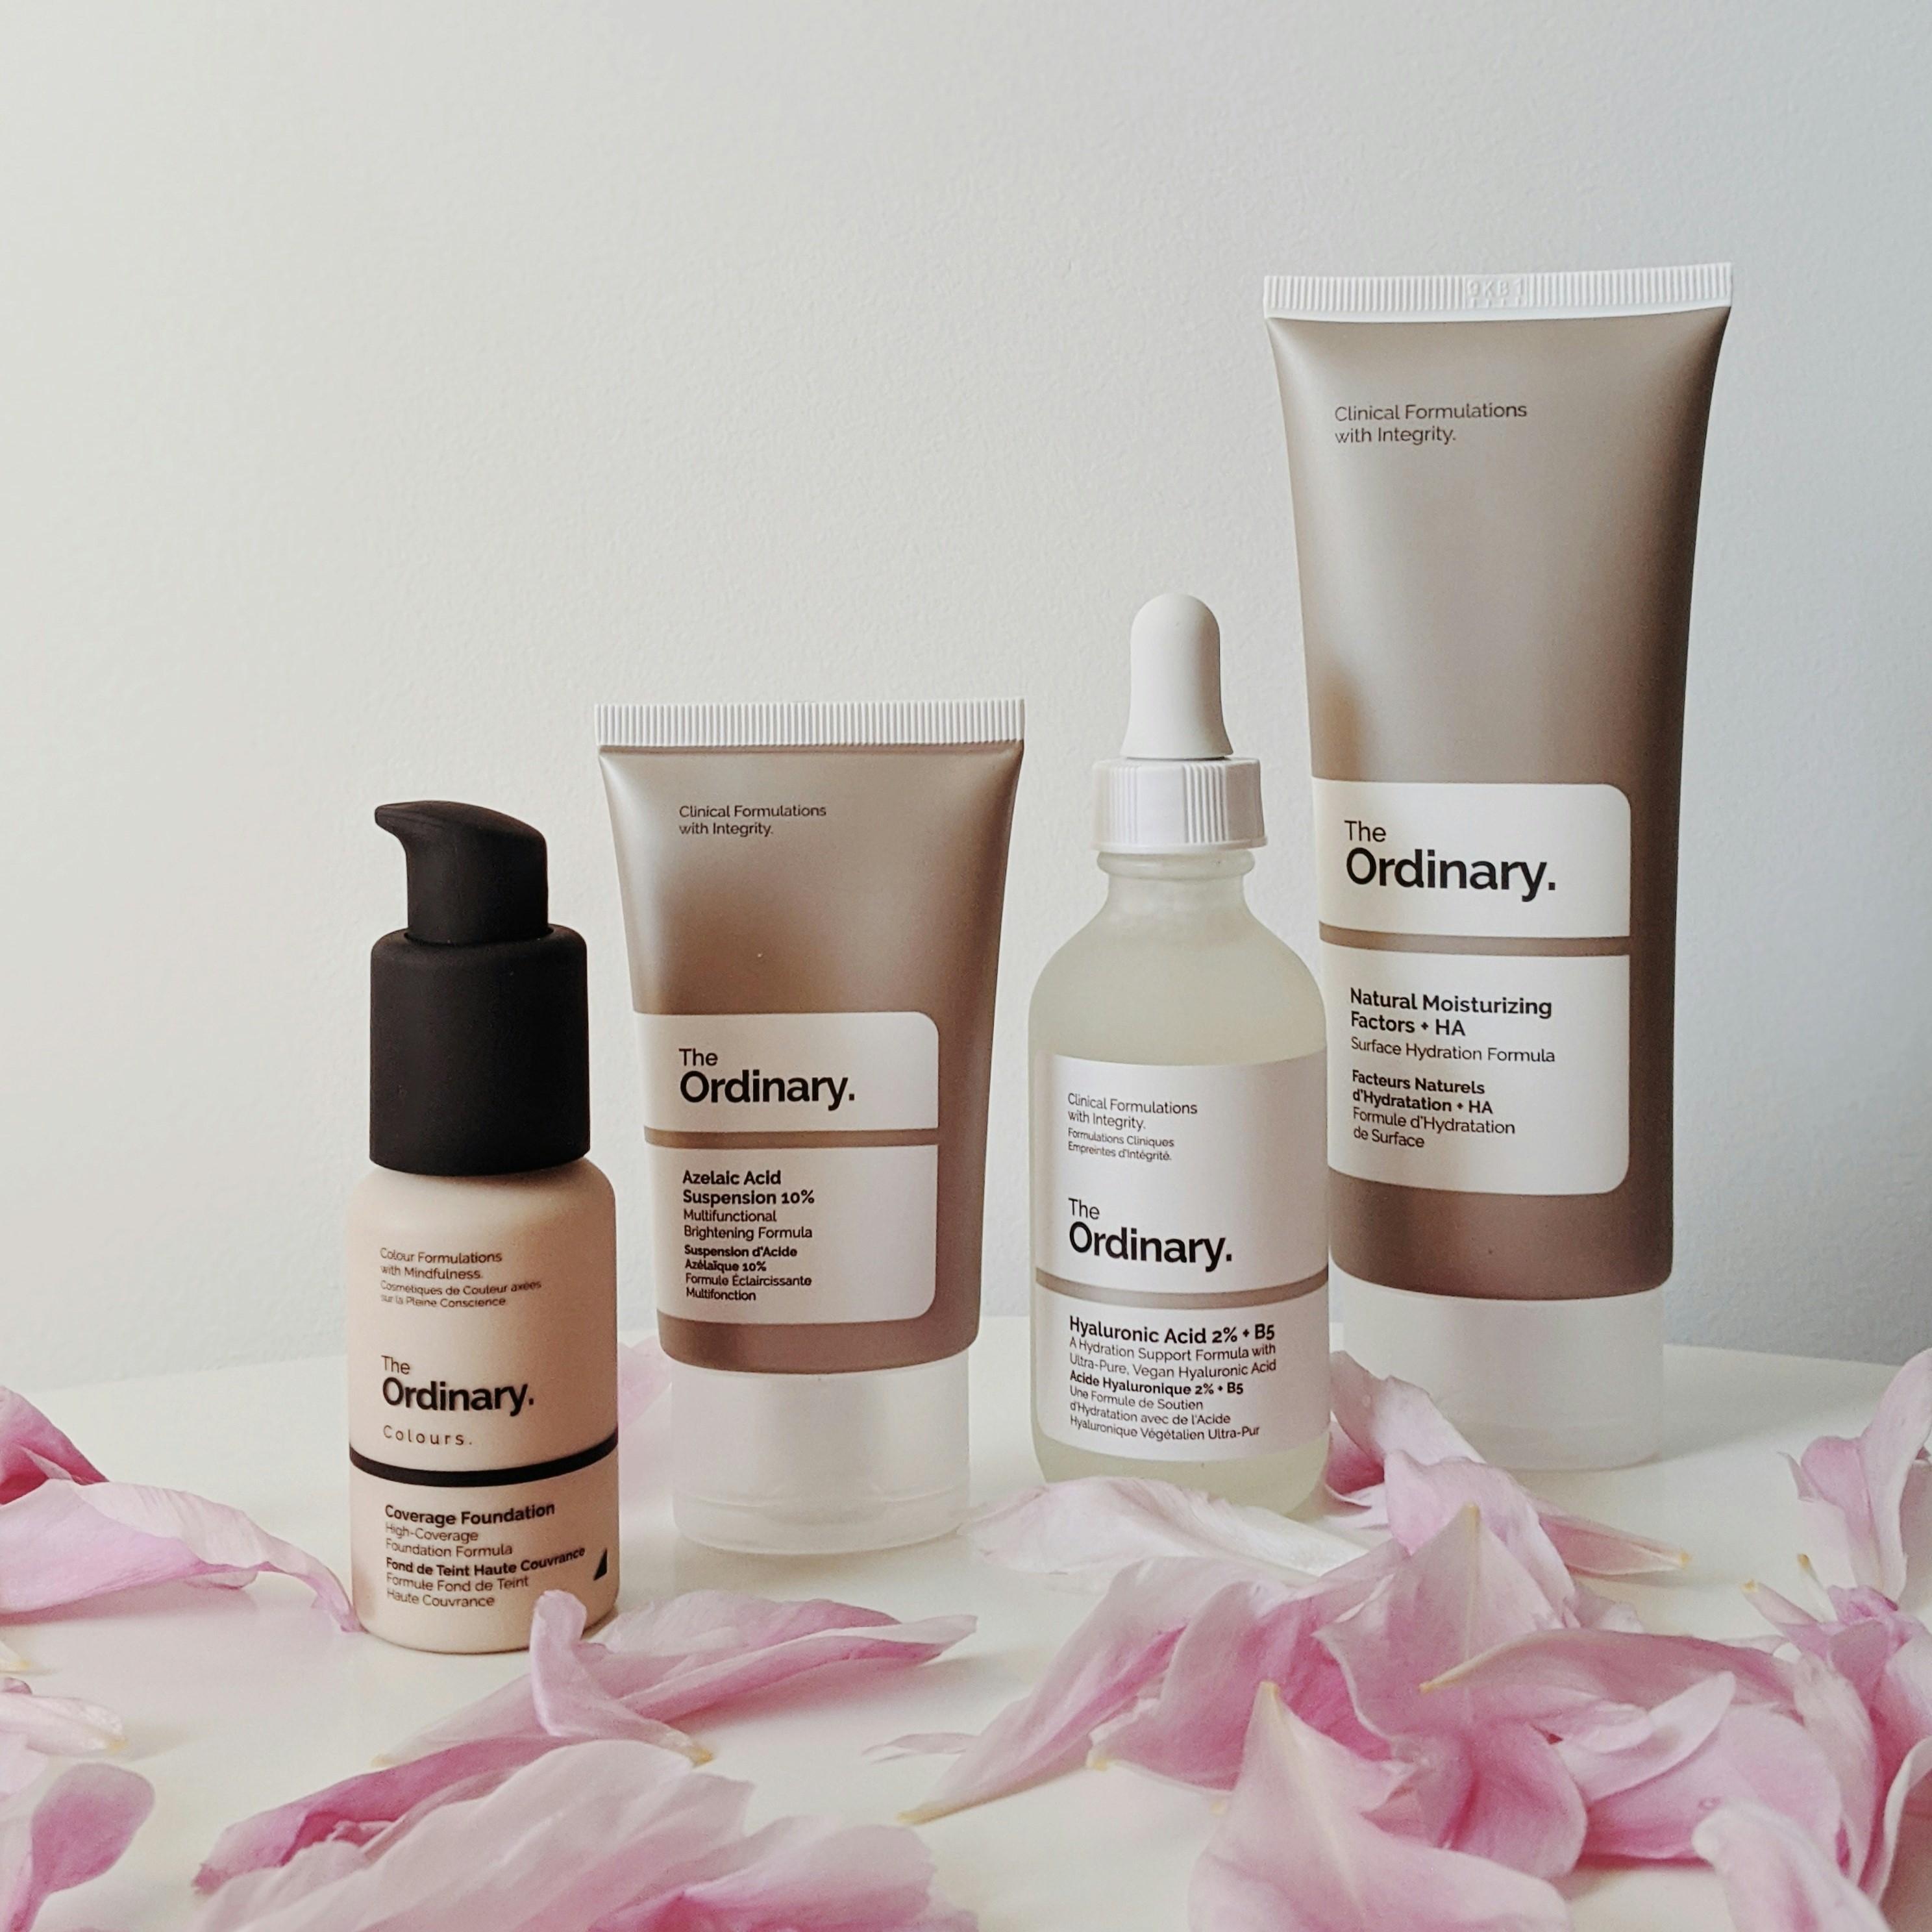 Colour Formulations
with Mindfulness.
Cosmétiques de Couleur axées
sur la Pleine Conscience.
The
Ordinary.
Colours.
Coverage Foundation
High-Coverage
Foundation Formula
Fond de Teint Haute Couvrance
Formule Fond de Teint
Haute Couvrance
Clinical Formulations
with Integrity.
The
Ordinary.
Azelaic Acid
Suspension 10%
Multifunctional
Brightening Formula
Suspension d'Acide
Azélaïque 10%
Formule Éclaircissante
Multifonction
Clinical Formulations
with Integrity.
Formulations Cliniques
Empreintes d'Intégrité.
The
Ordinary.
Hyaluronic Acid 2% + B5
A Hydration Support Formula with
Ultra-Pure, Vegan Hyaluronic Acid
Acide Hyaluronique 2% + B5
Une Formule de Soutien
d'Hydratation avec de l'Acide
Hyaluronique Végétalien Ultra-Pur
9KB1
Clinical Formulations
with Integrity.
The
Ordinary.
Natural Moisturizing
Factors + HA
Surface Hydration Formula
Facteurs Naturels
d'Hydratation + HA
Formule d'Hydratation
de Surface